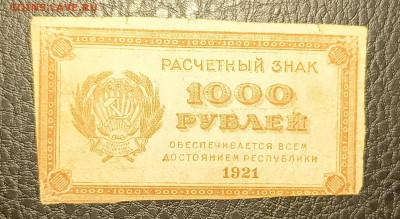 COINS.LAVE.RU
РАСЧЕТНЫЙ ЗНАК
1000
РУБЛЕЙ
ОБЕСПЕЧИВАЕТСЯ ВСЕМ
ДОСТОЯНИЕМ РЕСПУБЛИКИ
1921